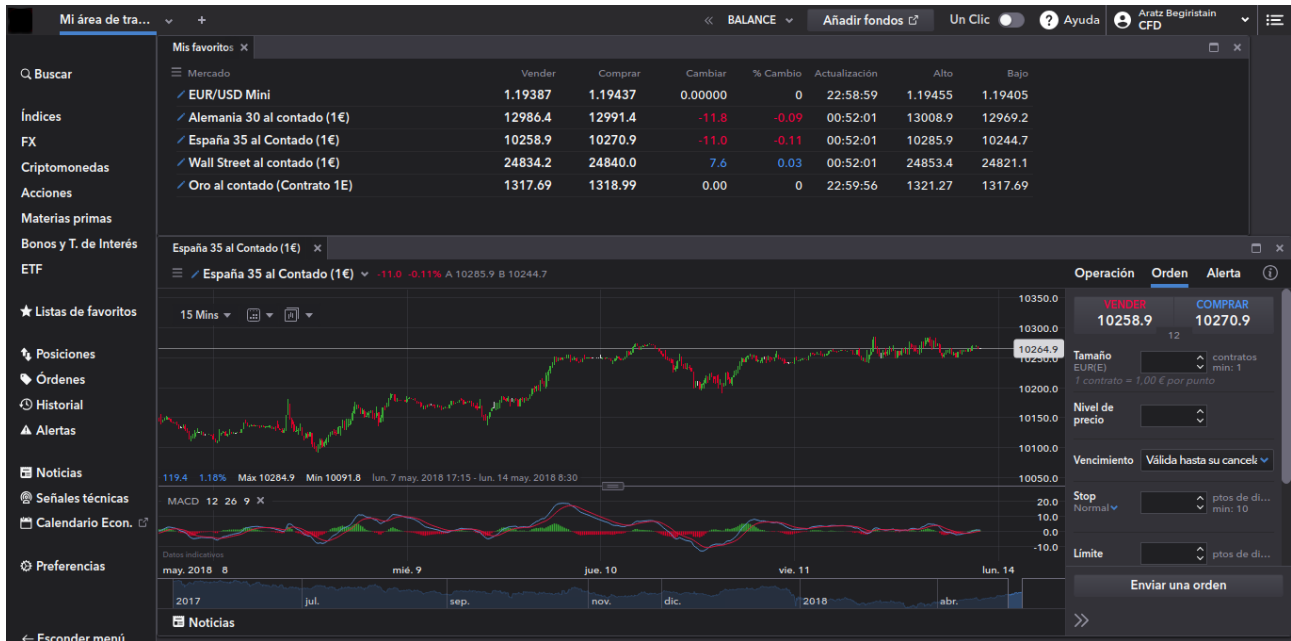 Mi área de tra...
+
« BALANCE
Añadir fondos
Un Clic
? Ayuda
Aratz Begiristain
CFD
Buscar
Índices
FX
Criptomonedas
Acciones
Materias primas
Bonos y T. de Interés
ETF
Listas de favoritos
Posiciones
Órdenes
Historial
Alertas
Noticias
Señales técnicas
Calendario Econ.
Preferencias
← Esconder menú
Mis favoritos ×
Mercado Vender Comprar Cambiar % Cambio Actualización Alto Bajo
EUR/USD Mini 1.19387 1.19437 0.00000 0 22:58:59 1.19455 1.19405
Alemania 30 al contado (1€) 12986.4 12991.4 -11.8 -0.09 00:52:01 13008.9 12969.2
España 35 al Contado (1€) 10258.9 10270.9 -11.0 -0.11 00:52:01 10285.9 10244.7
Wall Street al contado (1€) 24834.2 24840.0 7.6 0.03 00:52:01 24853.4 24821.1
Oro al contado (Contrato 1E) 1317.69 1318.99 0.00 0 22:59:56 1321.27 1317.69
España 35 al Contado (1€) ×
España 35 al Contado (1€) -11.0 -0.11% A 10285.9 B 10244.7
15 Mins
10350.0
10300.0
10264.9
10250.0
10200.0
10150.0
10100.0
10050.0
119.4 1.18% Máx 10284.9 Mín 10091.8 lun. 7 may. 2018 17:15 - lun. 14 may. 2018 8:30
MACD 12 26 9 ×
20.0
10.0
0.0
-10.0
Datos indicativos
may. 2018 8 mié. 9 jue. 10 vie. 11 lun. 14
2017 jul. sep. nov. dic. 2018 abr.
Noticias
Operación Orden Alerta
VENDER COMPRAR
10258.9 10270.9
12
Tamaño contratos
EUR(E) min: 1
1 contrato = 1,00 € por punto
Nivel de
precio
Vencimiento Válida hasta su cancela
Stop ptos de di...
Normal min: 10
Límite ptos de di...
Enviar una orden